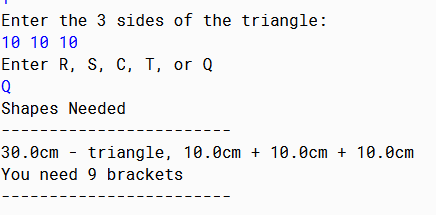 Enter the 3 sides of the triangle:
10 10 10
Enter R, S, C, T, or Q
Q
Shapes Needed
------------------------
30.0cm - triangle, 10.0cm + 10.0cm + 10.0cm
You need 9 brackets
------------------------